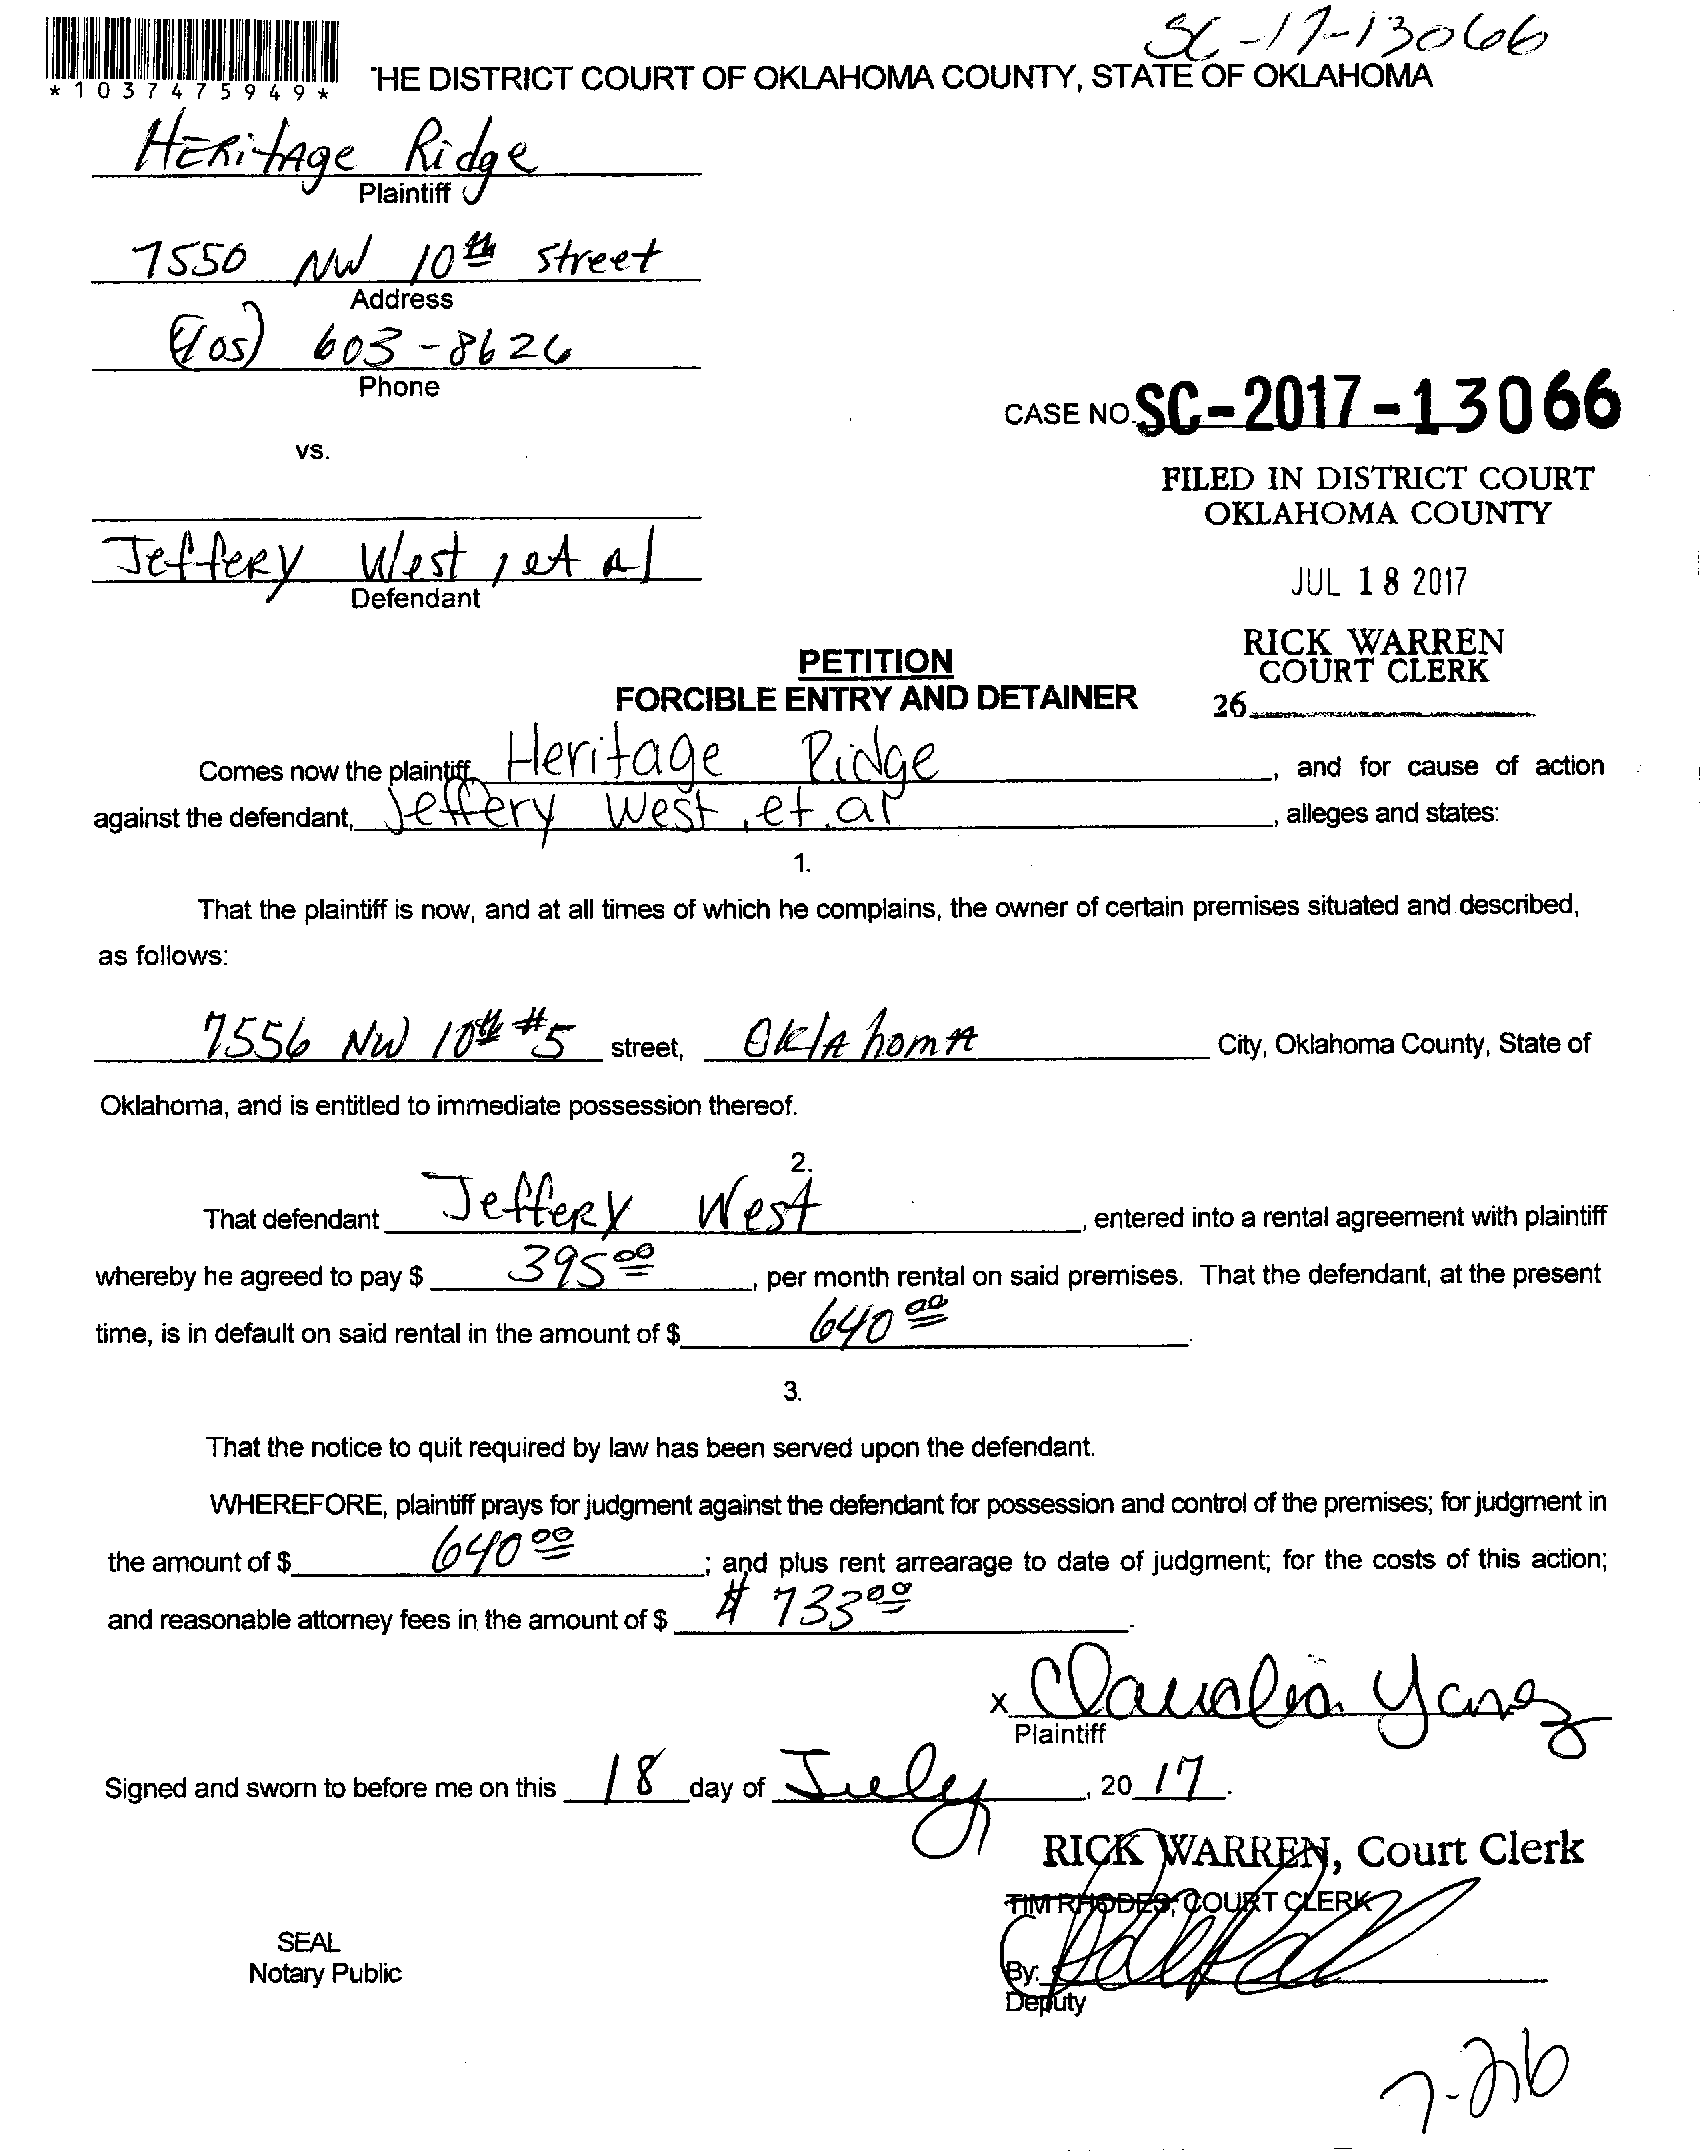 SC-17-13066
*1037475949*
HE DISTRICT COURT OF OKLAHOMA COUNTY, STATE OF OKLAHOMA
HERitAge Ridge
Plaintiff
7550 NW 10th street
Address
(405) 603-8626
Phone
CASE NO. SC-2017-13066
vs.
FILED IN DISTRICT COURT
OKLAHOMA COUNTY
Jeffery West, et al
Defendant
JUL 18 2017
RICK WARREN
COURT CLERK
26
PETITION
FORCIBLE ENTRY AND DETAINER
Comes now the plaintiff, Heritage Ridge, and for cause of action
against the defendant, Jeffery West, et. al, alleges and states:
1.
That the plaintiff is now, and at all times of which he complains, the owner of certain premises situated and described,
as follows:
7556 NW 10th #5 street, OklAhomA City, Oklahoma County, State of
Oklahoma, and is entitled to immediate possession thereof.
2.
That defendant Jeffery West, entered into a rental agreement with plaintiff
whereby he agreed to pay $ 395 00, per month rental on said premises. That the defendant, at the present
time, is in default on said rental in the amount of $ 640 00.
3.
That the notice to quit required by law has been served upon the defendant.
WHEREFORE, plaintiff prays for judgment against the defendant for possession and control of the premises; for judgment in
the amount of $ 640 00; and plus rent arrearage to date of judgment; for the costs of this action;
and reasonable attorney fees in the amount of $ # 733 00.
x Claudia Yanez
Plaintiff
Signed and sworn to before me on this 18 day of July, 2017.
RICK WARREN, Court Clerk
TIM RHODES, COURT CLERK
SEAL
Notary Public
By:
Deputy
7-26